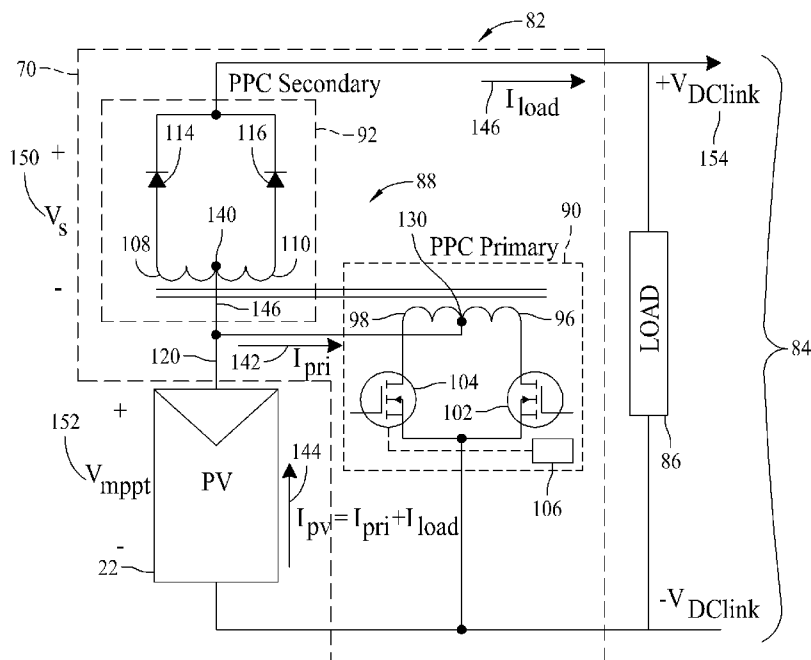 82
70
PPC Secondary
146
I load
+V DClink
154
114
116
92
150
+
V s
-
140
108
110
146
88
130
90
PPC Primary
98
96
104
102
106
LOAD
86
84
120
142
I pri
+
152
V mppt
-
22
PV
144
I pv = I pri + I load
-V DClink